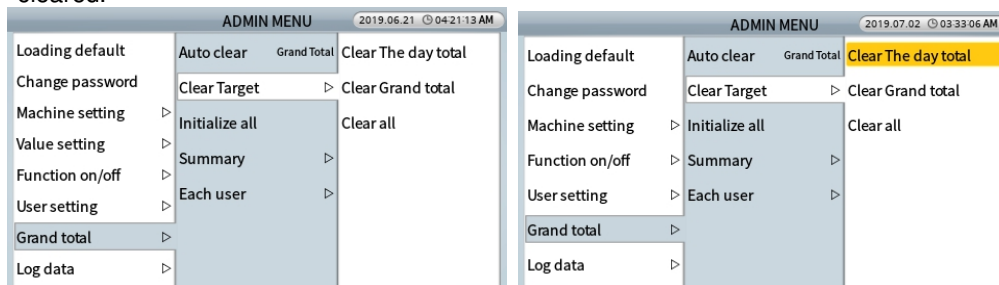 cleared.
ADMIN MENU 2019.06.21 04:21:13 AM
Loading default
Change password
Machine setting
Value setting
Function on/off
User setting
Grand total
Log data
Auto clear Grand Total
Clear Target
Initialize all
Summary
Each user
Clear The day total
Clear Grand total
Clear all
ADMIN MENU 2019.07.02 03:33:06 AM
Loading default
Change password
Machine setting
Function on/off
User setting
Grand total
Log data
Auto clear Grand Total
Clear Target
Initialize all
Summary
Each user
Clear The day total
Clear Grand total
Clear all